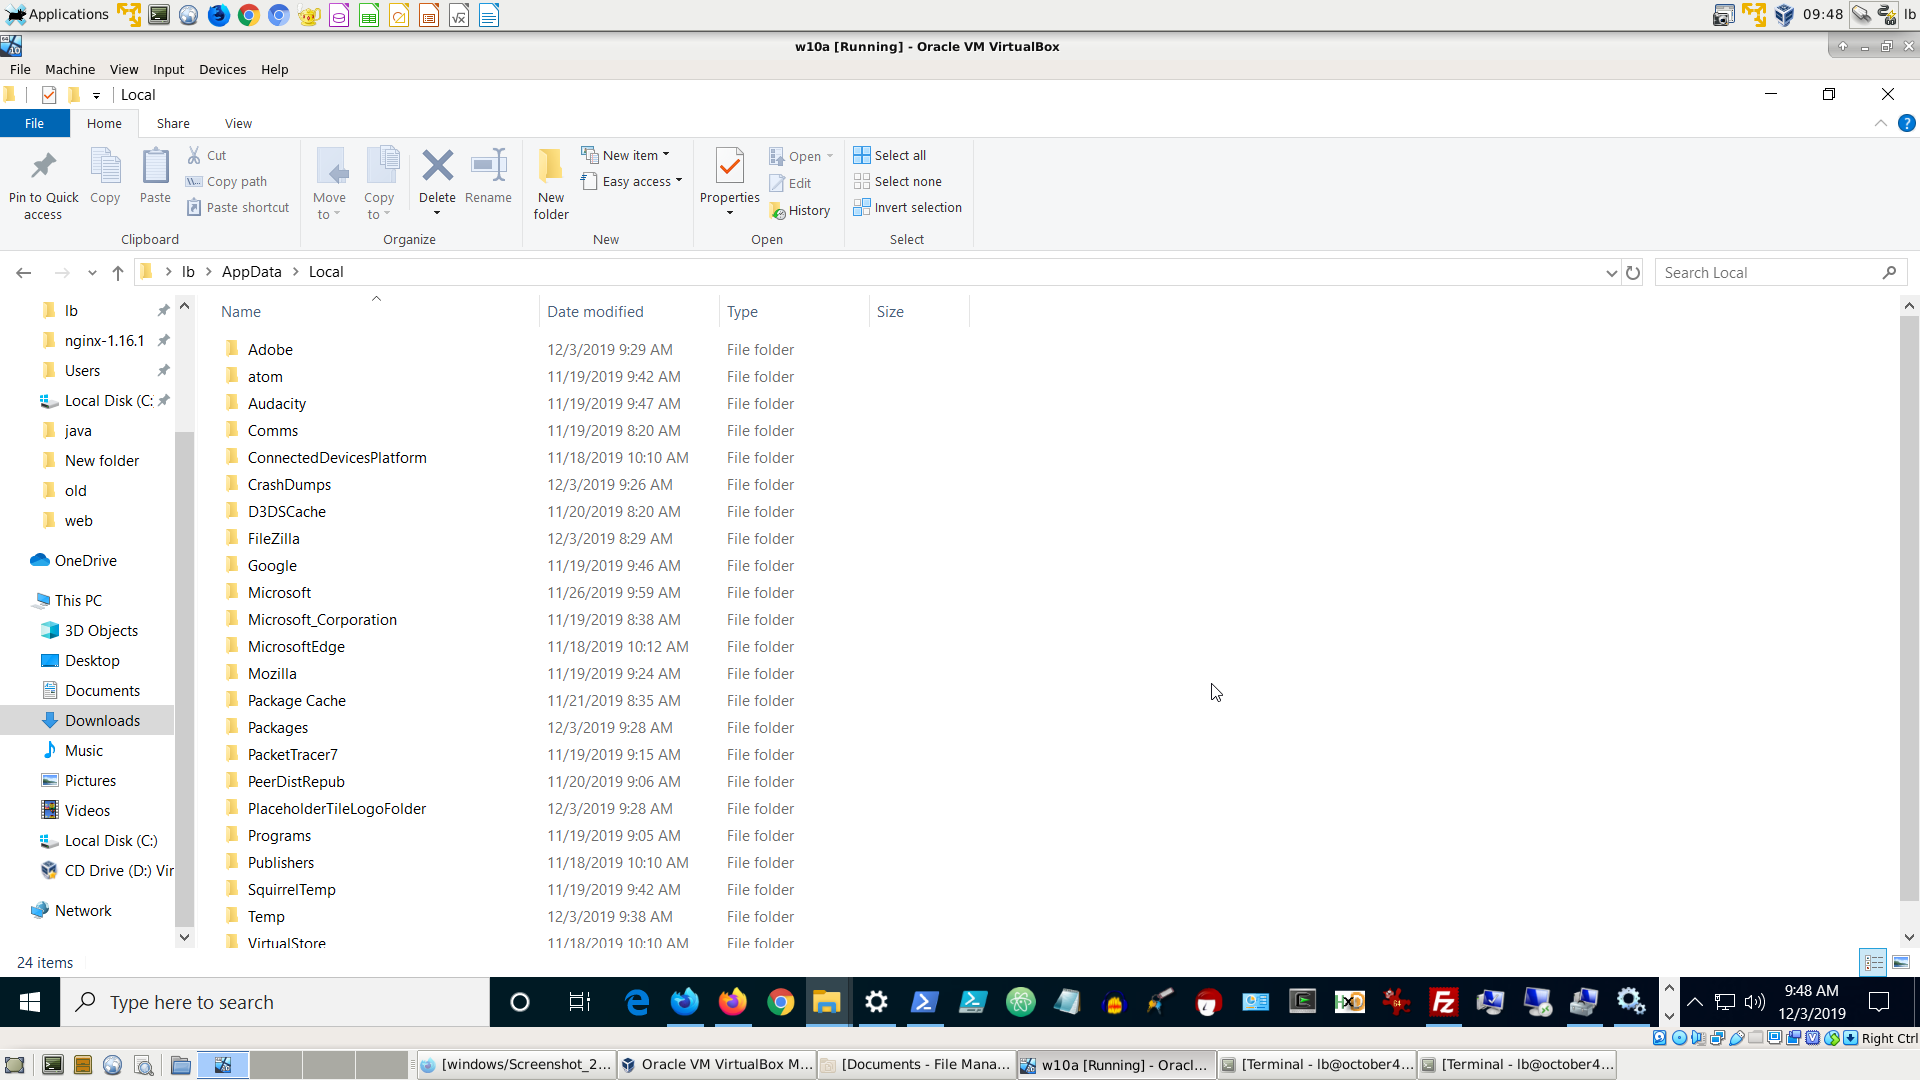 Applications
09:48
lb
w10a [Running] - Oracle VM VirtualBox
File Machine View Input Devices Help
Local
File Home Share View
Pin to Quick access
Copy
Paste
Cut
Copy path
Paste shortcut
Clipboard
Move to
Copy to
Delete
Rename
Organize
New folder
New item
Easy access
New
Properties
Open
Edit
History
Open
Select all
Select none
Invert selection
Select
lb AppData Local
Search Local
lb
nginx-1.16.1
Users
Local Disk (C:
java
New folder
old
web
OneDrive
This PC
3D Objects
Desktop
Documents
Downloads
Music
Pictures
Videos
Local Disk (C:)
CD Drive (D:) Vir
Network
Name Date modified Type Size
Adobe 12/3/2019 9:29 AM File folder
atom 11/19/2019 9:42 AM File folder
Audacity 11/19/2019 9:47 AM File folder
Comms 11/19/2019 8:20 AM File folder
ConnectedDevicesPlatform 11/18/2019 10:10 AM File folder
CrashDumps 12/3/2019 9:26 AM File folder
D3DSCache 11/20/2019 8:20 AM File folder
FileZilla 12/3/2019 8:29 AM File folder
Google 11/19/2019 9:46 AM File folder
Microsoft 11/26/2019 9:59 AM File folder
Microsoft_Corporation 11/19/2019 8:38 AM File folder
MicrosoftEdge 11/18/2019 10:12 AM File folder
Mozilla 11/19/2019 9:24 AM File folder
Package Cache 11/21/2019 8:35 AM File folder
Packages 12/3/2019 9:28 AM File folder
PacketTracer7 11/19/2019 9:15 AM File folder
PeerDistRepub 11/20/2019 9:06 AM File folder
PlaceholderTileLogoFolder 12/3/2019 9:28 AM File folder
Programs 11/19/2019 9:05 AM File folder
Publishers 11/18/2019 10:10 AM File folder
SquirrelTemp 11/19/2019 9:42 AM File folder
Temp 12/3/2019 9:38 AM File folder
VirtualStore 11/18/2019 10:10 AM File folder
24 items
Type here to search
9:48 AM
12/3/2019
Right Ctrl
[windows/Screenshot_2...
Oracle VM VirtualBox M...
[Documents - File Mana...
w10a [Running] - Oracl...
[Terminal - lb@october4...
[Terminal - lb@october4...